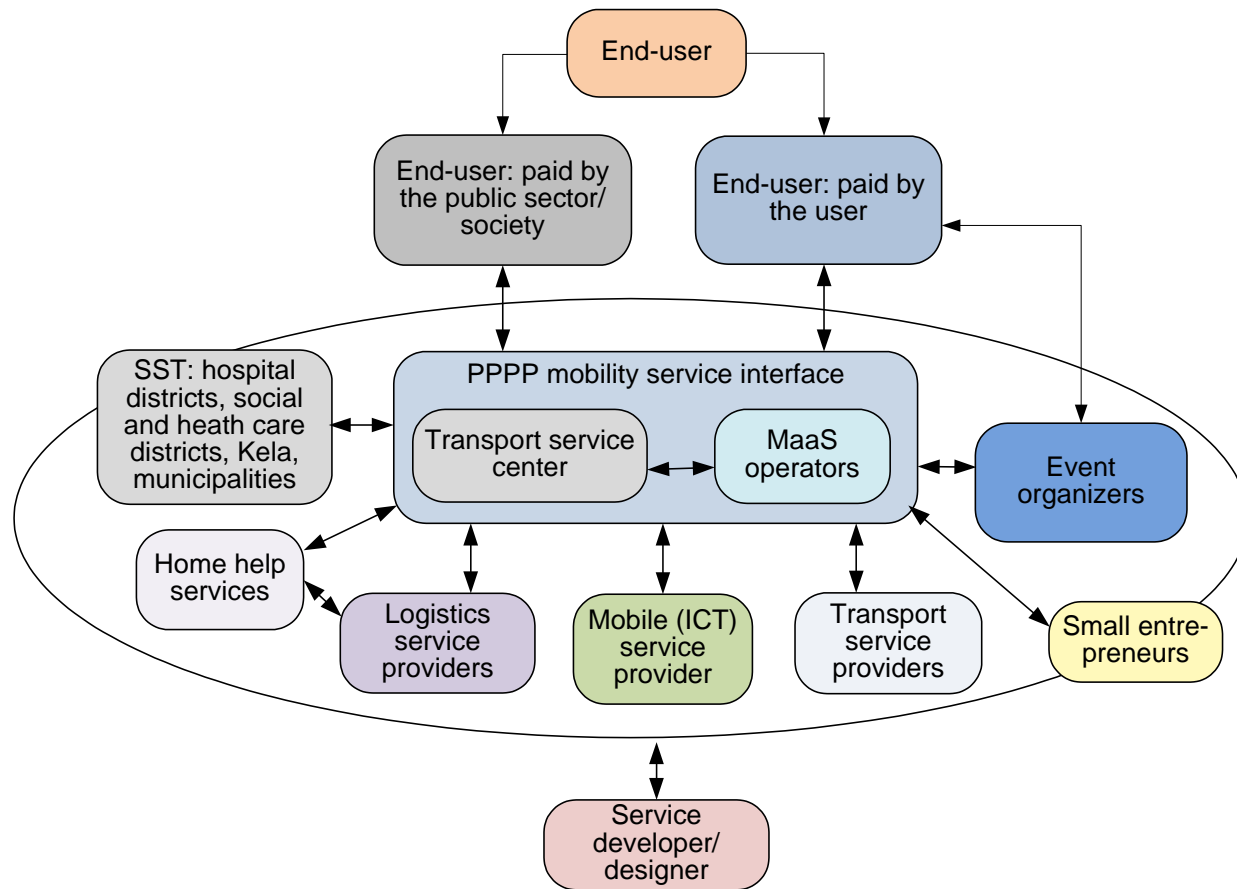 End-user
End-user: paid by
the public sector/
society
End-user: paid by
the user
SST: hospital
districts, social
and heath care
districts, Kela,
municipalities
PPPP mobility service interface
Transport service
center
MaaS
operators
Event
organizers
Home help
services
Logistics
service
providers
Mobile (ICT)
service
provider
Transport
service
providers
Small entre-
preneurs
Service
developer/
designer